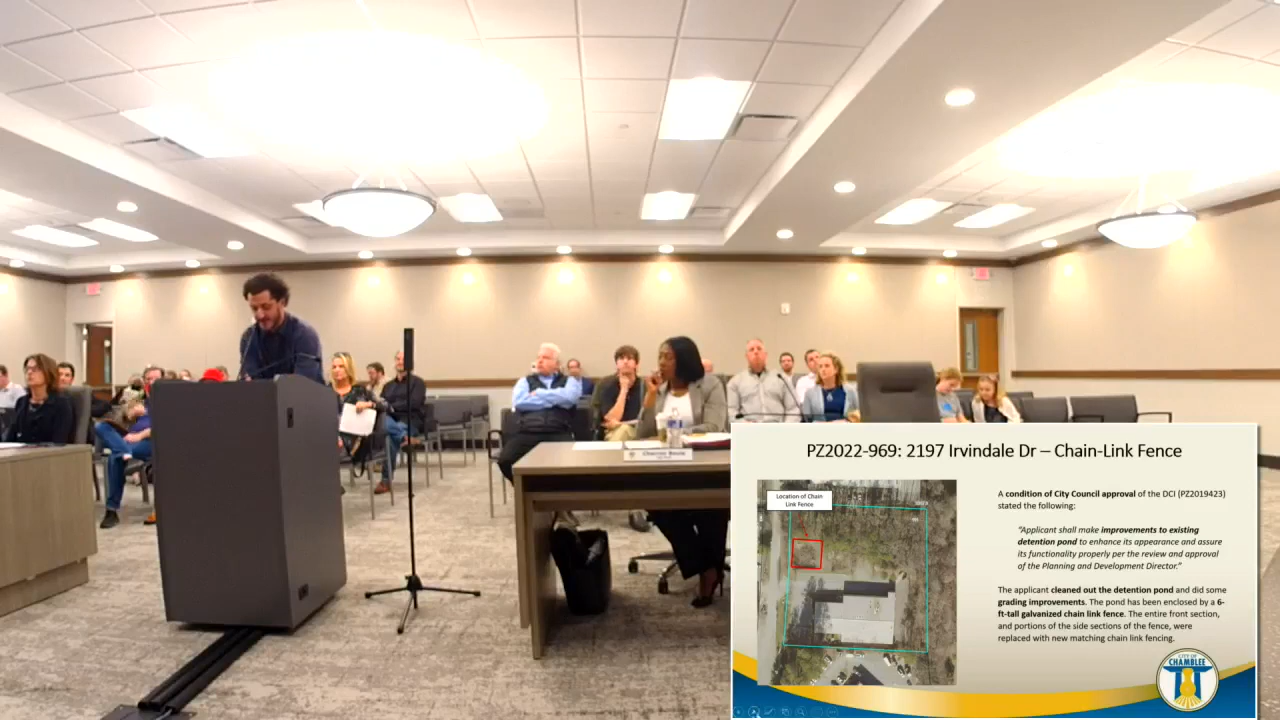 PZ2022-969: 2197 Irvindale Dr – Chain-Link Fence
Location of Chain
Link Fence
A condition of City Council approval of the DCI (PZ2019423)
stated the following:
"Applicant shall make improvements to existing
detention pond to enhance its appearance and assure
its functionality properly per the review and approval
of the Planning and Development Director."
The applicant cleaned out the detention pond and did some
grading improvements. The pond has been enclosed by a 6-
ft-tall galvanized chain link fence. The entire front section,
and portions of the side sections of the fence, were
replaced with new matching chain link fencing.
CITY OF
CHAMBLEE